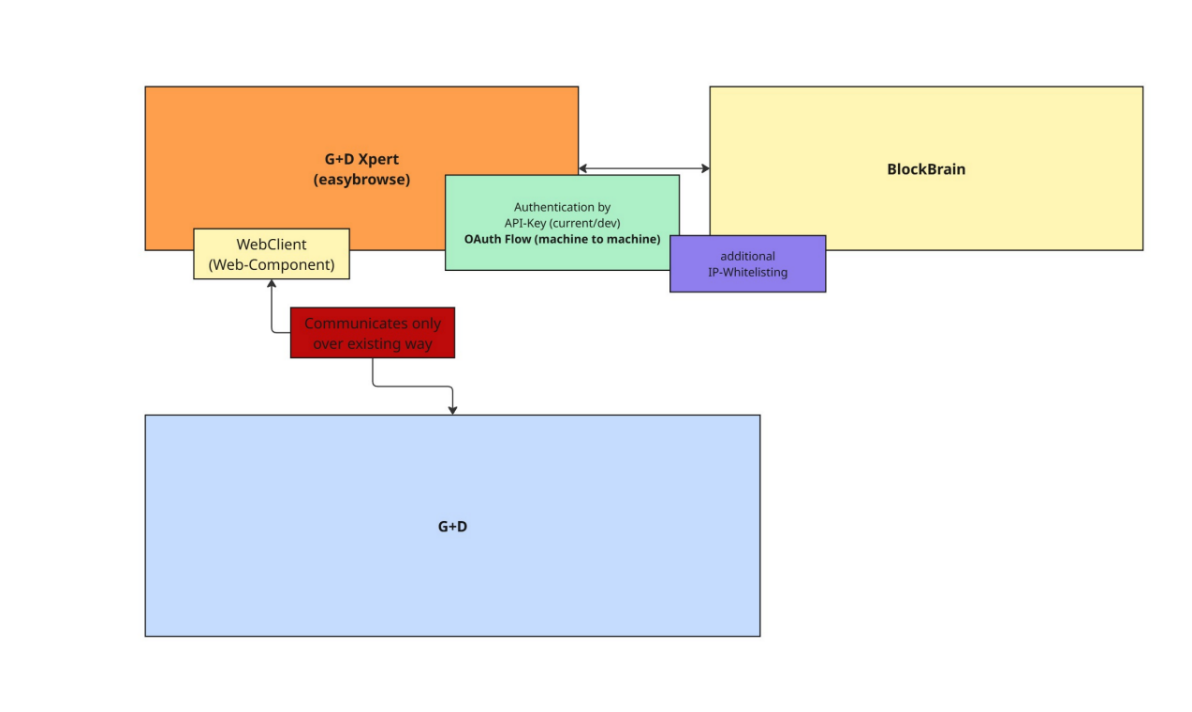 G+D Xpert
(easybrowse)
BlockBrain
Authentication by
API-Key (current/dev)
OAuth Flow (machine to machine)
WebClient
(Web-Component)
additional
IP-Whitelisting
Communicates only
over existing way
G+D